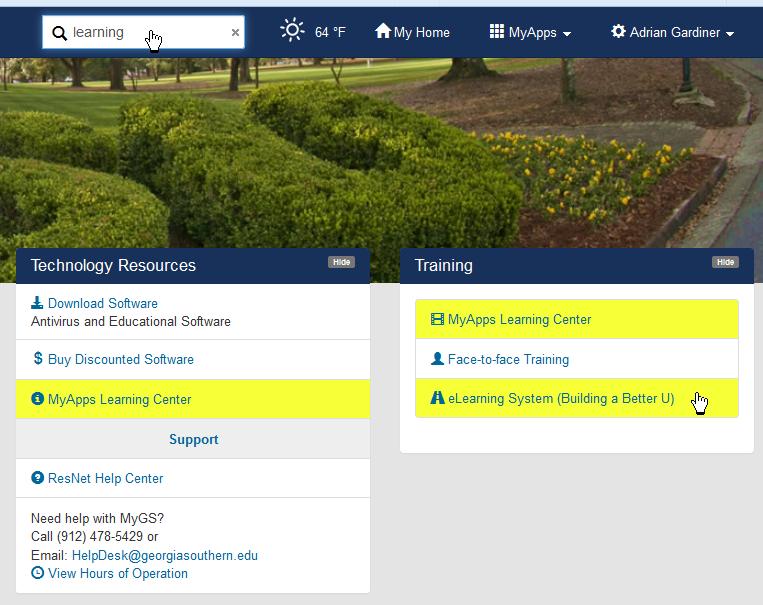 learning × 64 °F My Home MyApps Adrian Gardiner
Technology Resources Hide
Download Software
Antivirus and Educational Software
$ Buy Discounted Software
MyApps Learning Center
Support
ResNet Help Center
Need help with MyGS?
Call (912) 478-5429 or
Email: HelpDesk@georgiasouthern.edu
View Hours of Operation
Training Hide
MyApps Learning Center
Face-to-face Training
eLearning System (Building a Better U)